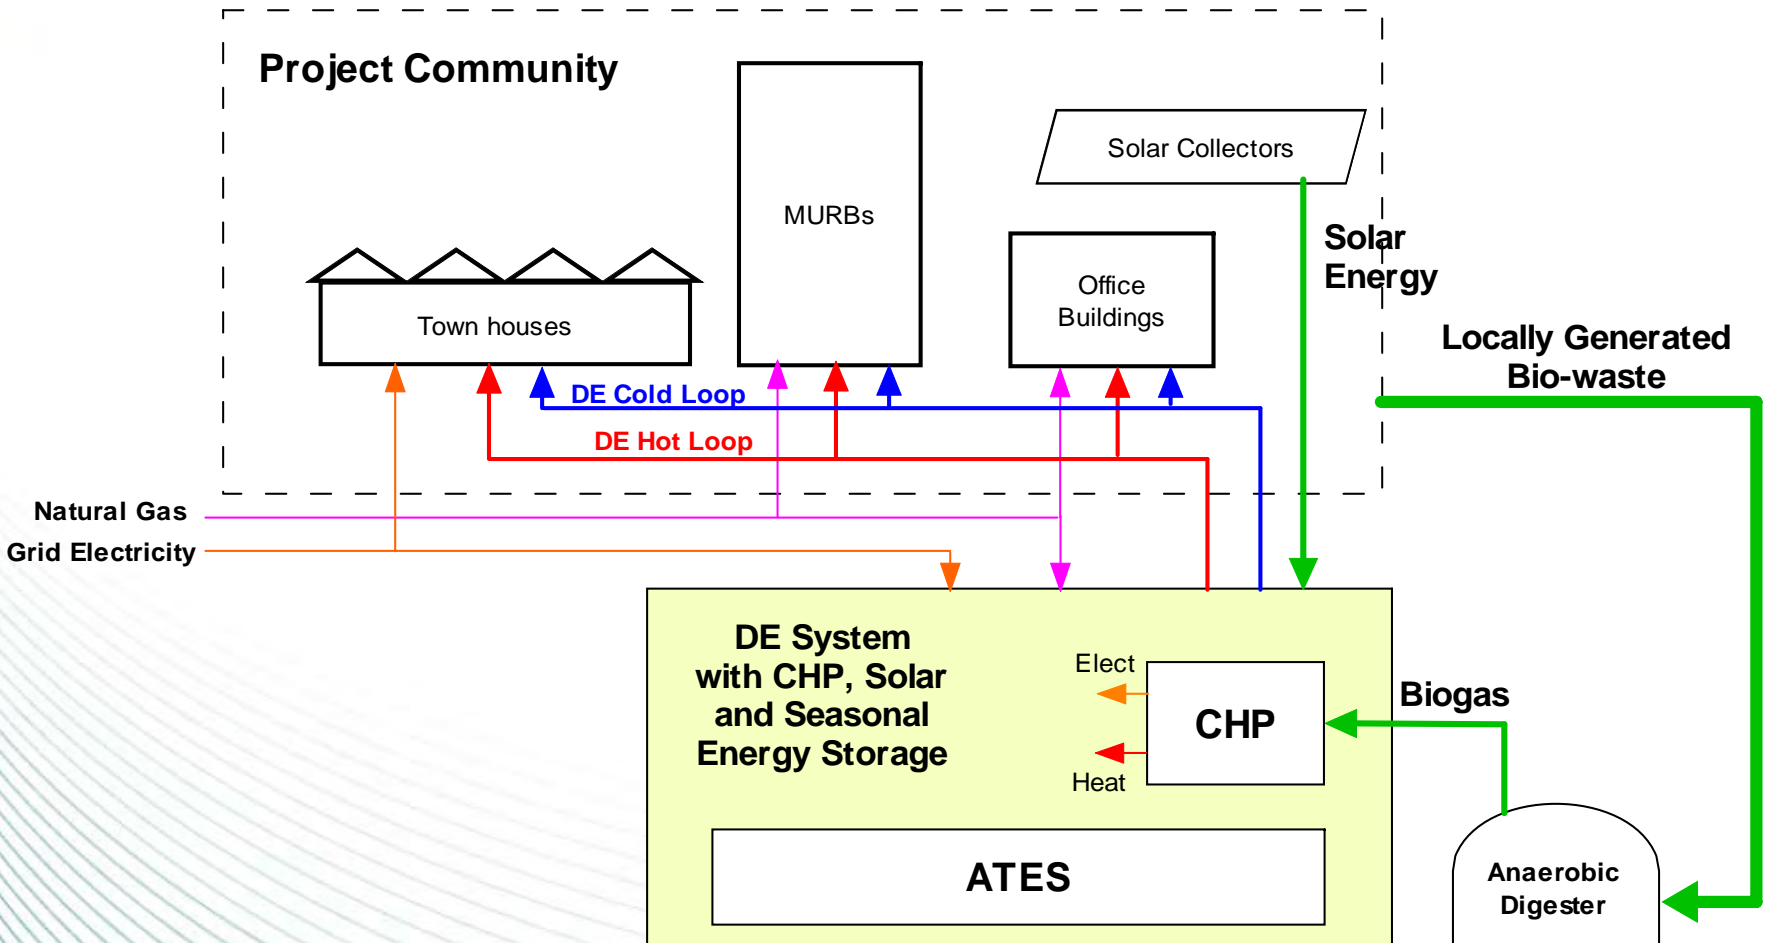 Project Community
MURBs
Solar Collectors
Solar
Energy
Office
Buildings
Town houses
Locally Generated
Bio-waste
DE Cold Loop
DE Hot Loop
Natural Gas
Grid Electricity
DE System
with CHP, Solar
and Seasonal
Energy Storage
Elect
CHP
Heat
Biogas
ATES
Anaerobic
Digester